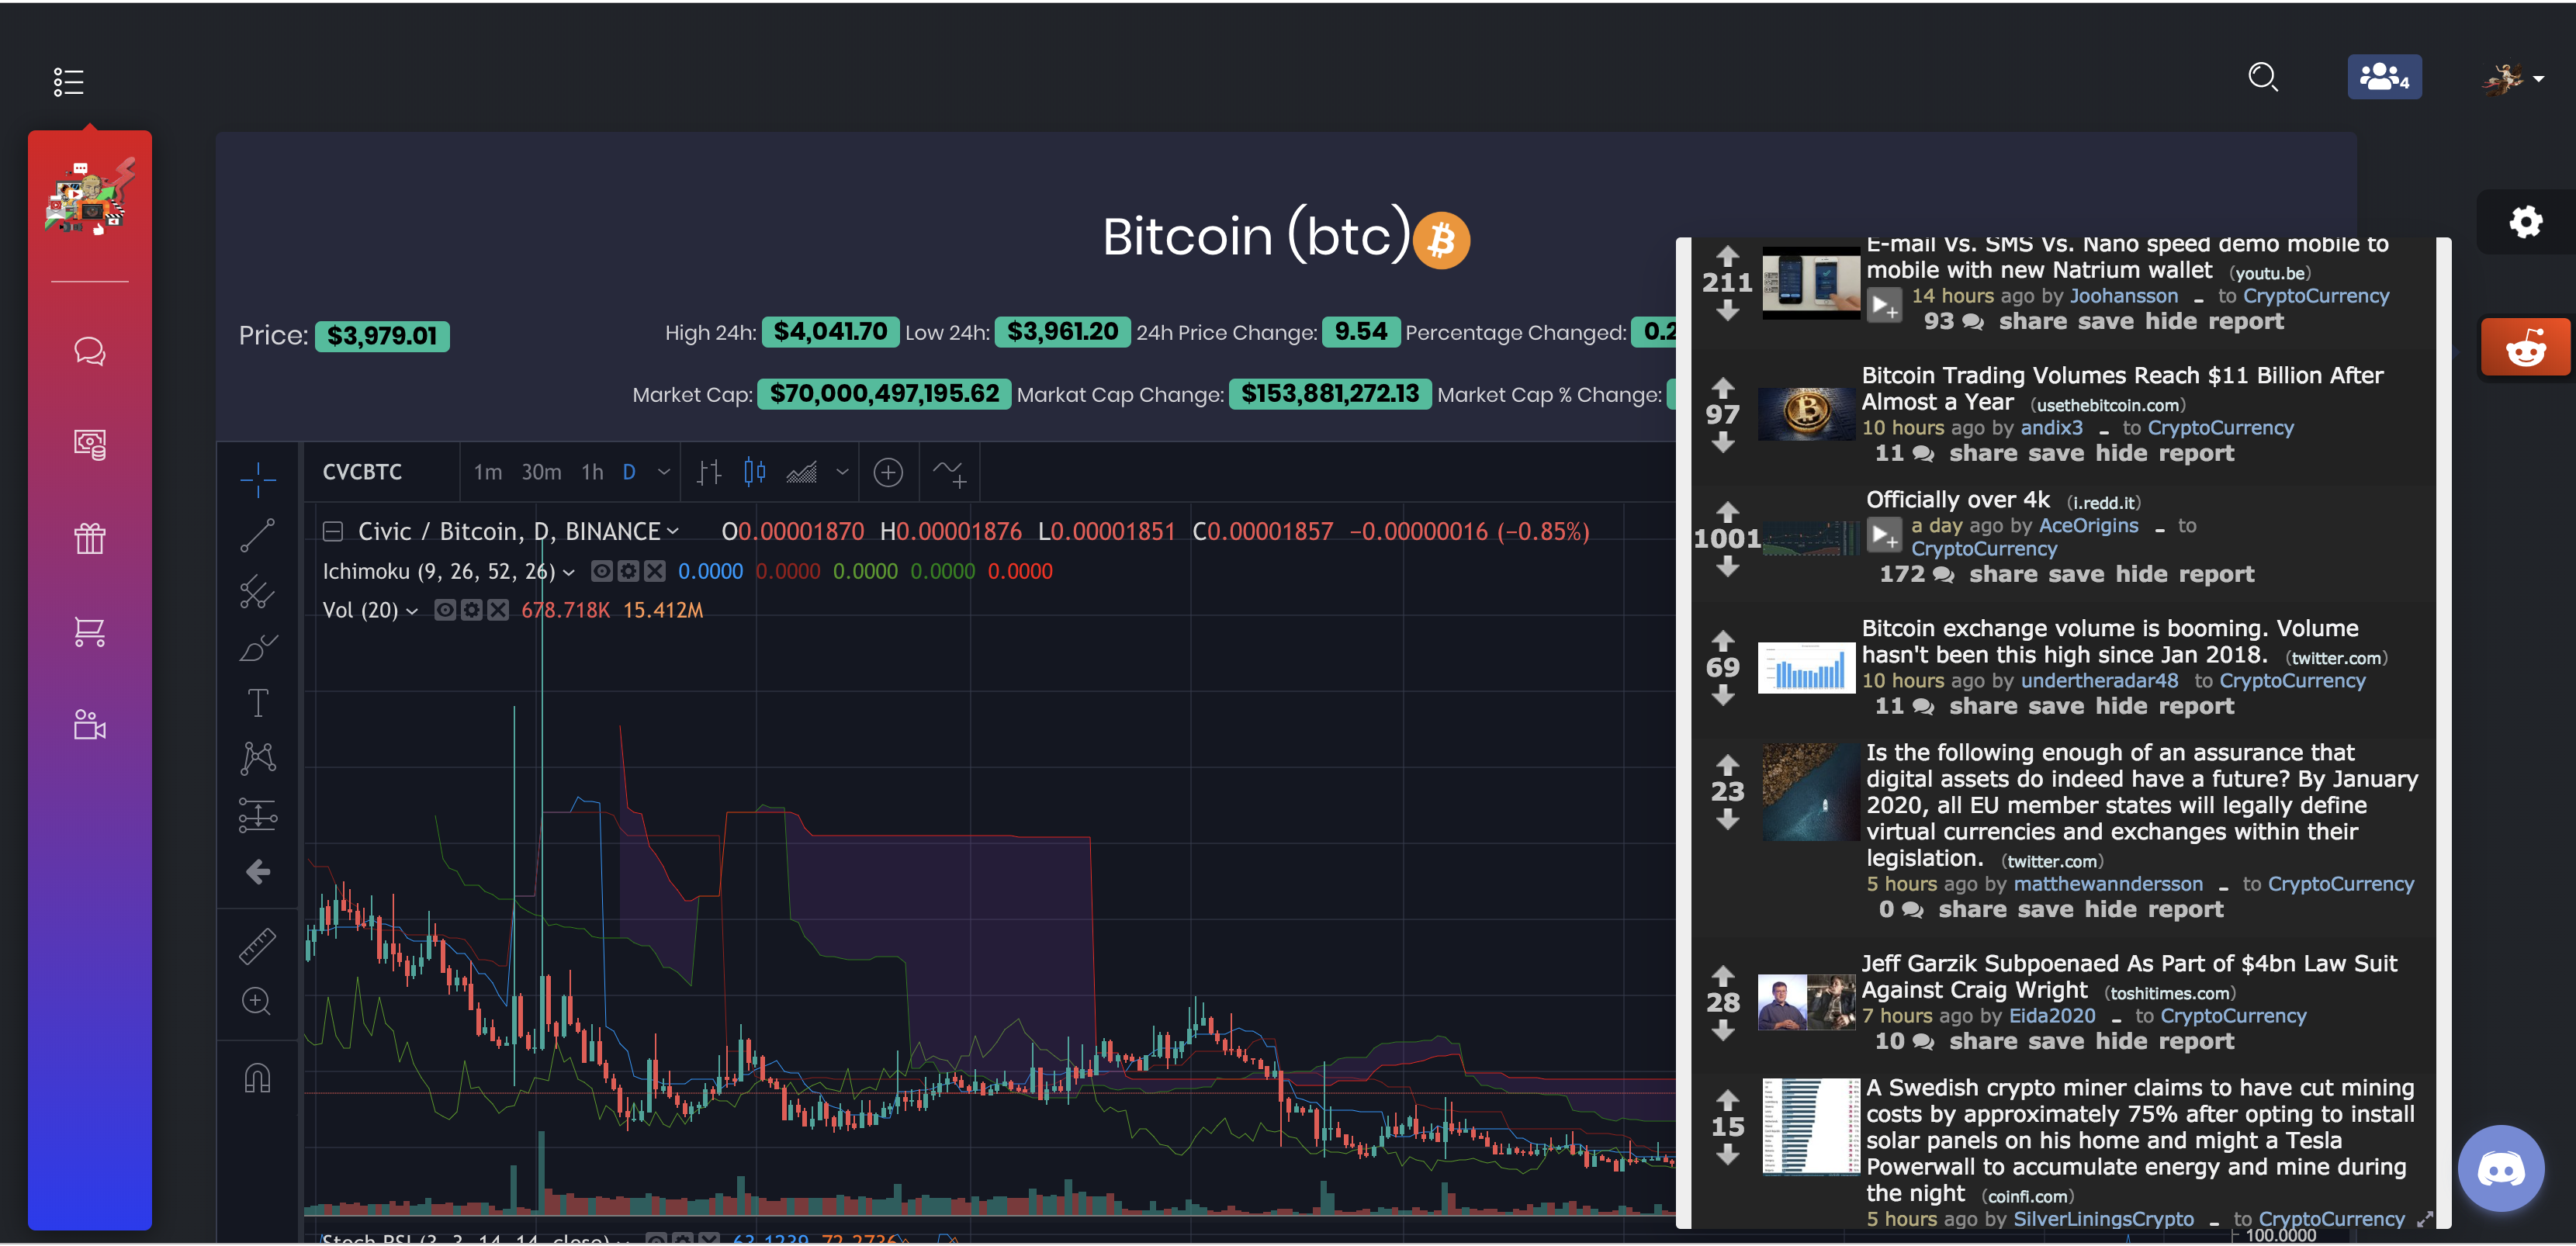 4
Bitcoin (btc)
Price: $3,979.01
High 24h: $4,041.70 Low 24h: $3,961.20 24h Price Change: 9.54 Percentage Changed: 0.2
Market Cap: $70,000,497,195.62 Markat Cap Change: $153,881,272.13 Market Cap % Change:
CVCBTC 1m 30m 1h D
Civic / Bitcoin, D, BINANCE O0.00001870 H0.00001876 L0.00001851 C0.00001857 −0.00000016 (−0.85%)
Ichimoku (9, 26, 52, 26) 0.0000 0.0000 0.0000 0.0000 0.0000
Vol (20) 678.718K 15.412M
Stoch RSI (3, 3, 14, 14, close) 63.1239 72.2736
211
E-mail Vs. SMS Vs. Nano speed demo mobile to
mobile with new Natrium wallet (youtu.be)
14 hours ago by Joohansson - to CryptoCurrency
93 share save hide report
97
Bitcoin Trading Volumes Reach $11 Billion After
Almost a Year (usethebitcoin.com)
10 hours ago by andix3 - to CryptoCurrency
11 share save hide report
1001
Officially over 4k (i.redd.it)
a day ago by AceOrigins - to
CryptoCurrency
172 share save hide report
69
Bitcoin exchange volume is booming. Volume
hasn't been this high since Jan 2018. (twitter.com)
10 hours ago by undertheradar48 to CryptoCurrency
11 share save hide report
23
Is the following enough of an assurance that
digital assets do indeed have a future? By January
2020, all EU member states will legally define
virtual currencies and exchanges within their
legislation. (twitter.com)
5 hours ago by matthewanndersson - to CryptoCurrency
0 share save hide report
28
Jeff Garzik Subpoenaed As Part of $4bn Law Suit
Against Craig Wright (toshitimes.com)
7 hours ago by Eida2020 - to CryptoCurrency
10 share save hide report
15
A Swedish crypto miner claims to have cut mining
costs by approximately 75% after opting to install
solar panels on his home and might a Tesla
Powerwall to accumulate energy and mine during
the night (coinfi.com)
5 hours ago by SilverLiningsCrypto - to CryptoCurrency
100.0000